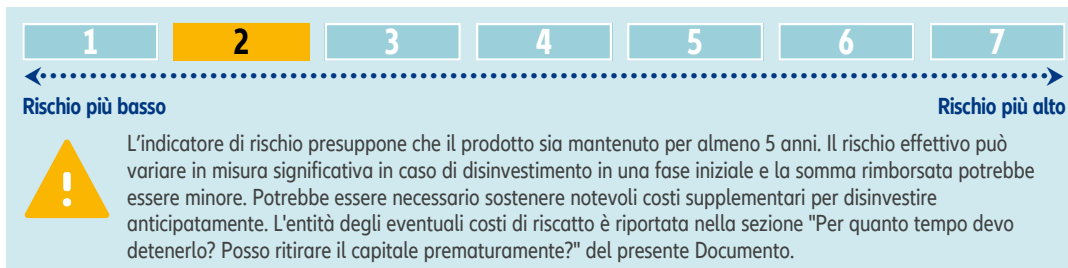 1 2 3 4 5 6 7
Rischio più basso Rischio più alto
L'indicatore di rischio presuppone che il prodotto sia mantenuto per almeno 5 anni. Il rischio effettivo può
variare in misura significativa in caso di disinvestimento in una fase iniziale e la somma rimborsata potrebbe
essere minore. Potrebbe essere necessario sostenere notevoli costi supplementari per disinvestire
anticipatamente. L'entità degli eventuali costi di riscatto è riportata nella sezione "Per quanto tempo devo
detenerlo? Posso ritirare il capitale prematuramente?" del presente Documento.